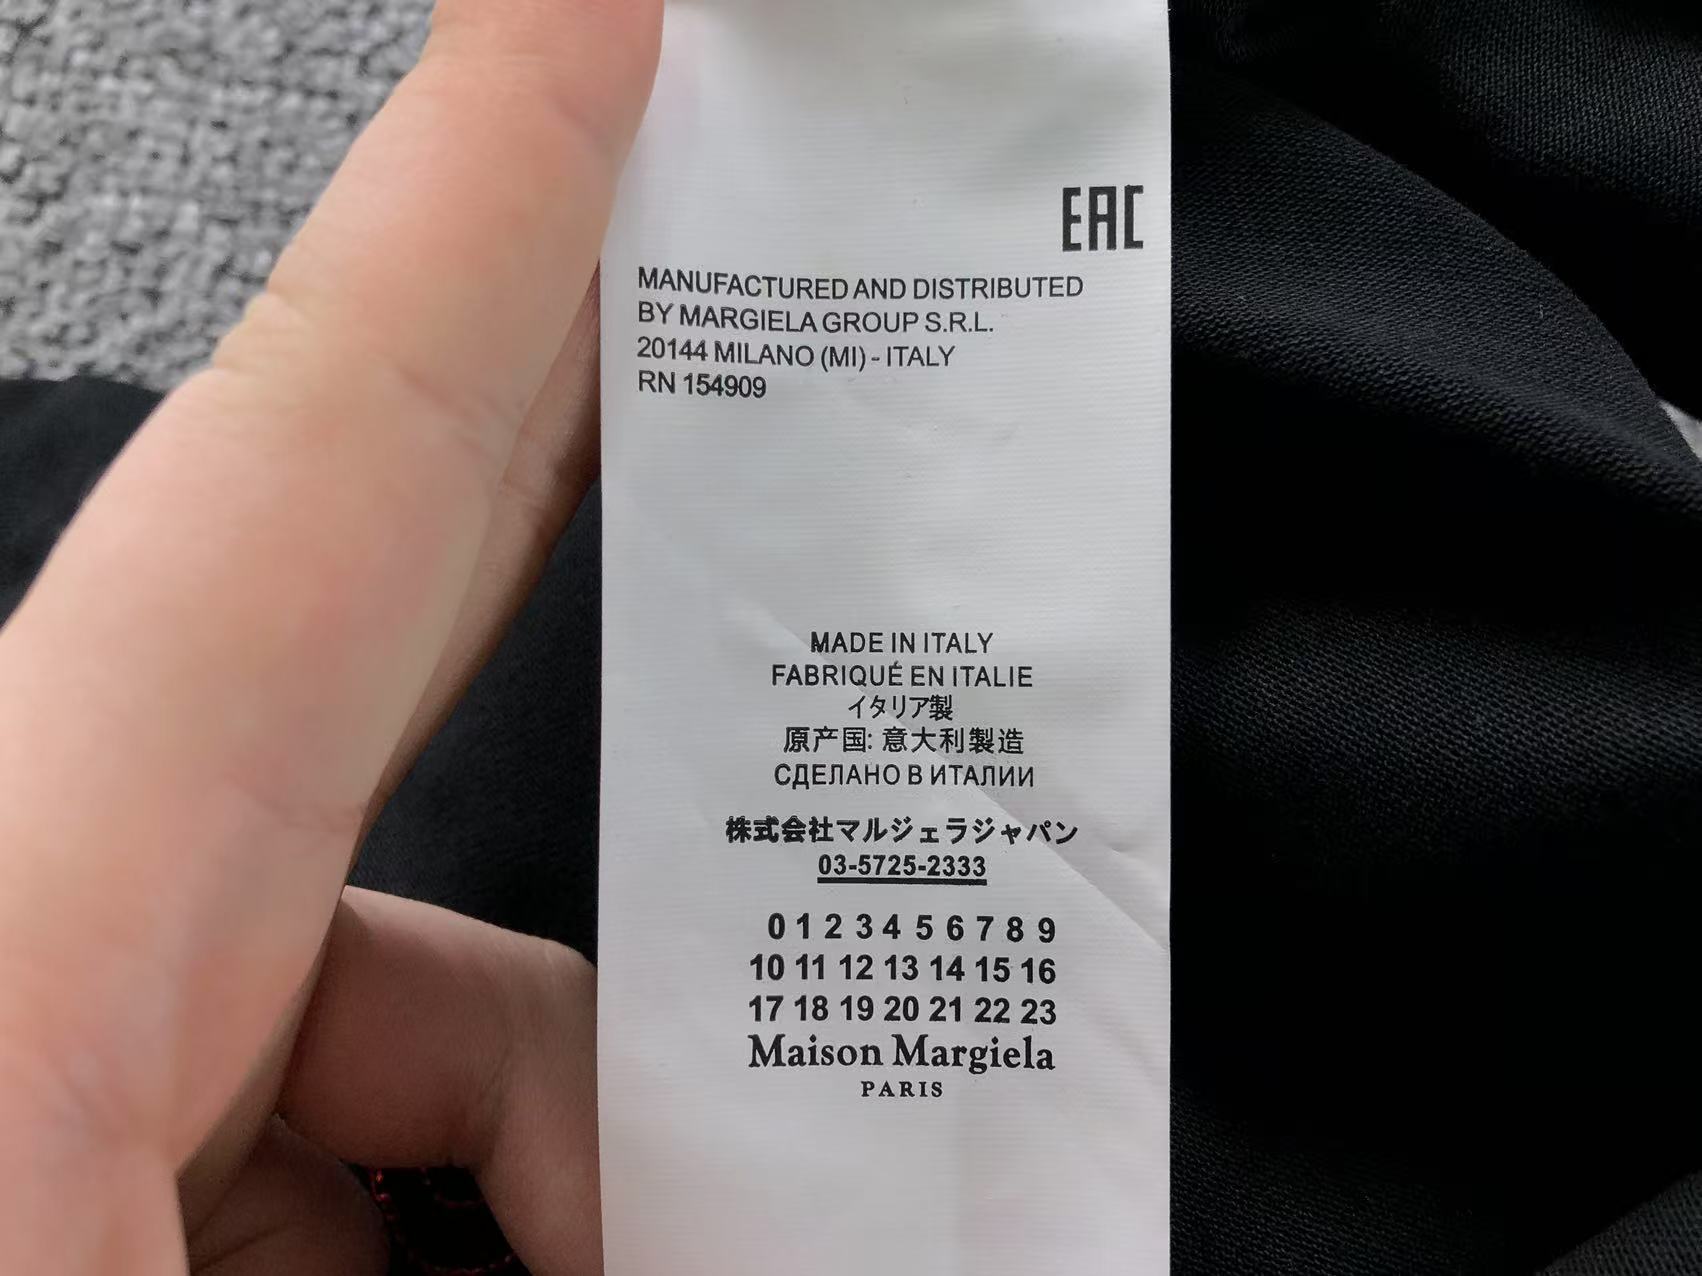 EAC
MANUFACTURED AND DISTRIBUTED
BY MARGIELA GROUP S.R.L.
20144 MILANO (MI) - ITALY
RN 154909
MADE IN ITALY
FABRIQUÉ EN ITALIE
イタリア製
原产国: 意大利製造
СДЕЛАНО В ИТАЛИИ
株式会社マルジェラジャパン
03-5725-2333
0 1 2 3 4 5 6 7 8 9
10 11 12 13 14 15 16
17 18 19 20 21 22 23
Maison Margiela
PARIS